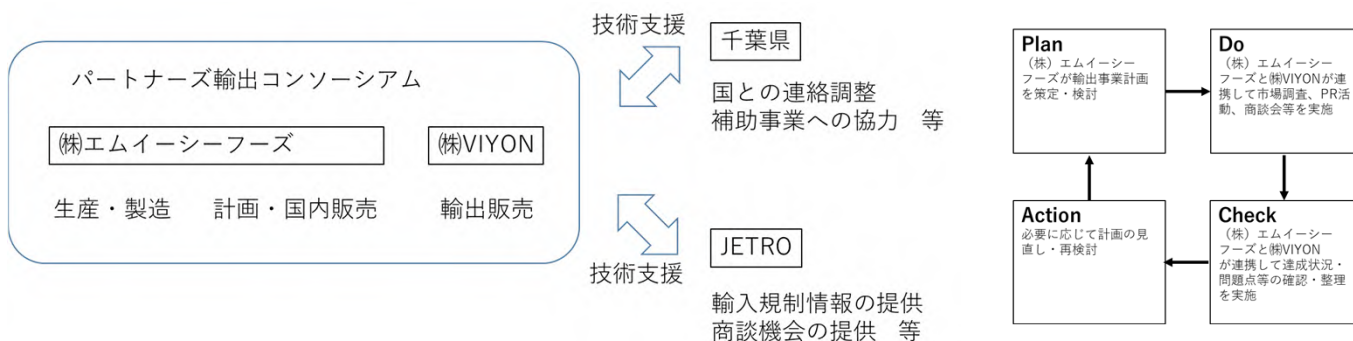 パートナーズ輸出コンソーシアム
㈱エムイーシーフーズ
㈱VIYON
生産・製造
計画・国内販売
輸出販売
技術支援
千葉県
国との連絡調整
補助事業への協力　等
技術支援
JETRO
輸入規制情報の提供
商談機会の提供　等
Plan
（株）エムイーシー
フーズが輸出事業計画
を策定・検討
Do
（株）エムイーシー
フーズと㈱VIYONが連
携して市場調査、PR活
動、商談会等を実施
Check
（株）エムイーシー
フーズと㈱VIYON
が連携して達成状況・
問題点等の確認・整理
を実施
Action
必要に応じて計画の見
直し・再検討